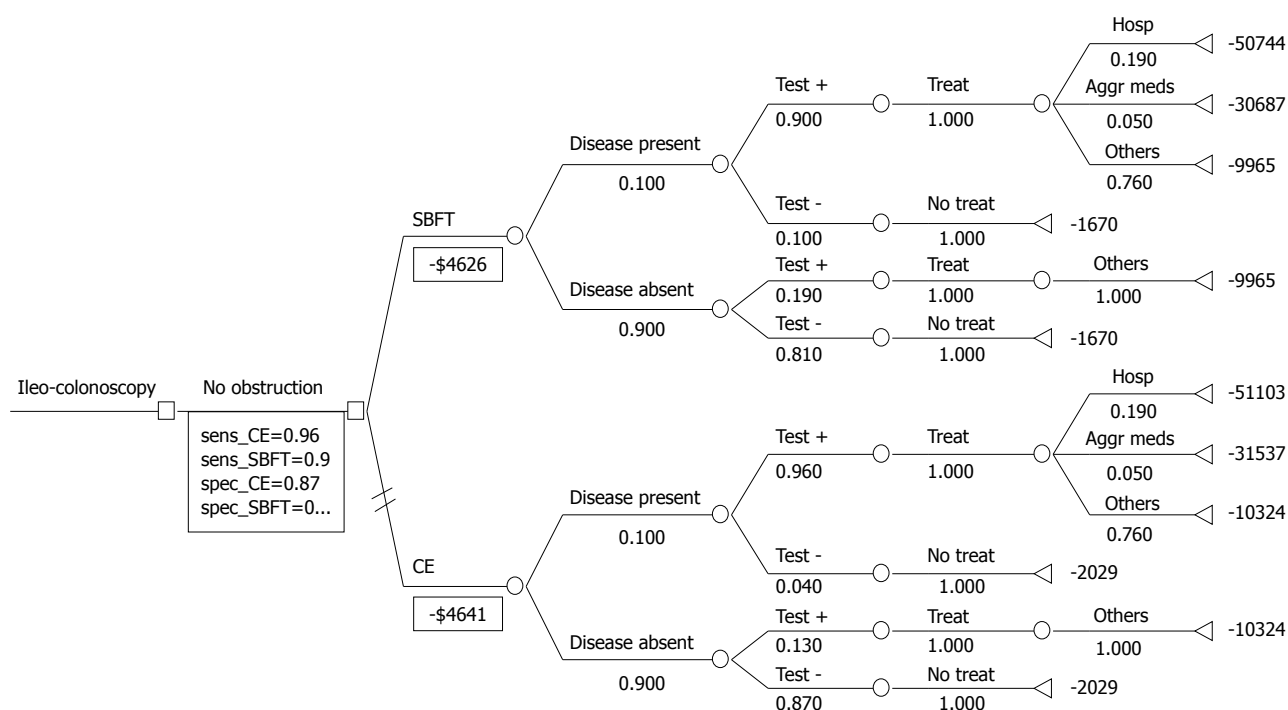 Hosp
-50744
0.190
Test +
Treat
Aggr meds
-30687
0.900
1.000
0.050
Disease present
Others
-9965
0.100
0.760
Test -
No treat
-1670
SBFT
0.100
1.000
-$4626
Test +
Treat
Others
-9965
Disease absent
0.190
1.000
1.000
0.900
Test -
No treat
-1670
0.810
1.000
Ileo-colonoscopy
No obstruction
sens_CE=0.96
sens_SBFT=0.9
spec_CE=0.87
spec_SBFT=0...
Hosp
-51103
0.190
Test +
Treat
Aggr meds
-31537
0.960
1.000
0.050
Disease present
Others
-10324
0.100
0.760
Test -
No treat
-2029
CE
0.040
1.000
-$4641
Test +
Treat
Others
-10324
Disease absent
0.130
1.000
1.000
0.900
Test -
No treat
-2029
0.870
1.000